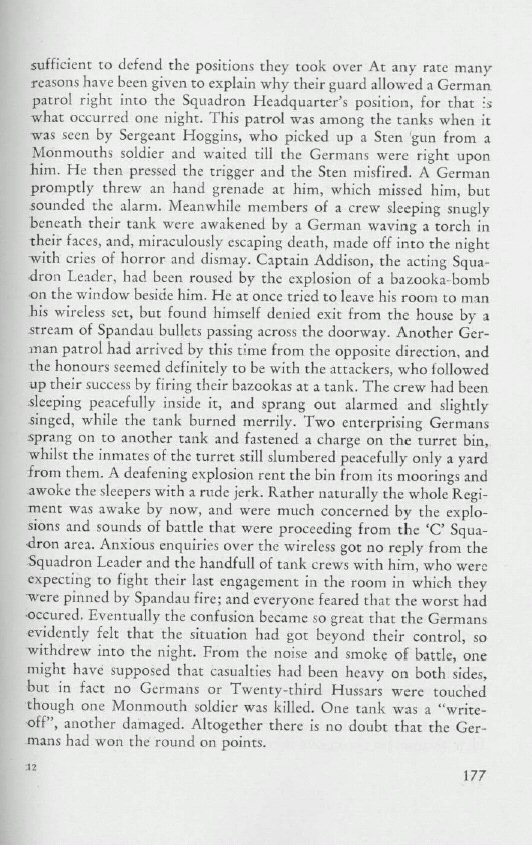 sufficient to defend the positions they took over At any rate many
reasons have been given to explain why their guard allowed a German
patrol right into the Squadron Headquarter's position, for that is
what occurred one night. This patrol was among the tanks when it
was seen by Sergeant Hoggins, who picked up a Sten gun from a
Monmouths soldier and waited till the Germans were right upon
him. He then pressed the trigger and the Sten misfired. A German
promptly threw an hand grenade at him, which missed him, but
sounded the alarm. Meanwhile members of a crew sleeping snugly
beneath their tank were awakened by a German waving a torch in
their faces, and, miraculously escaping death, made off into the night
with cries of horror and dismay. Captain Addison, the acting Squa-
dron Leader, had been roused by the explosion of a bazooka-bomb
on the window beside him. He at once tried to leave his room to man
his wireless set, but found himself denied exit from the house by a
stream of Spandau bullets passing across the doorway. Another Ger-
man patrol had arrived by this time from the opposite direction, and
the honours seemed definitely to be with the attackers, who followed
up their success by firing their bazookas at a tank. The crew had been
sleeping peacefully inside it, and sprang out alarmed and slightly
singed, while the tank burned merrily. Two enterprising Germans
sprang on to another tank and fastened a charge on the turret bin,
whilst the inmates of the turret still slumbered peacefully only a yard
from them. A deafening explosion rent the bin from its moorings and
awoke the sleepers with a rude jerk. Rather naturally the whole Regi-
ment was awake by now, and were much concerned by the explo-
sions and sounds of battle that were proceeding from the 'C' Squa-
dron area. Anxious enquiries over the wireless got no reply from the
Squadron Leader and the handfull of tank crews with him, who were
expecting to fight their last engagement in the room in which they
were pinned by Spandau fire; and everyone feared that the worst had
occured. Eventually the confusion became so great that the Germans
evidently felt that the situation had got beyond their control, so
withdrew into the night. From the noise and smoke of battle, one
might have supposed that casualties had been heavy on both sides,
but in fact no Germans or Twenty-third Hussars were touched
though one Monmouth soldier was killed. One tank was a "write-
off", another damaged. Altogether there is no doubt that the Ger-
mans had won the round on points.
12
177